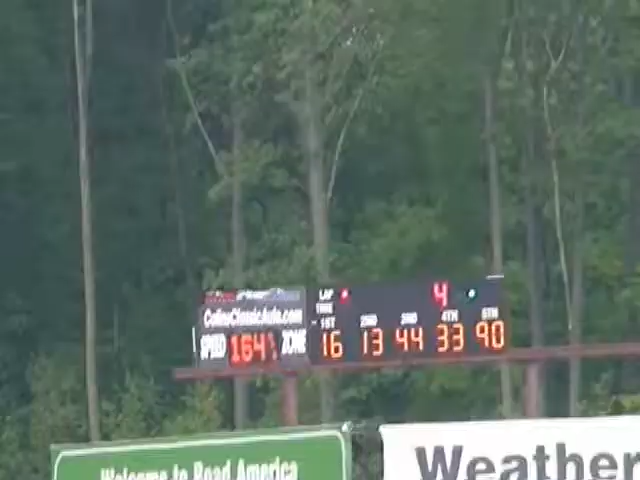 LAP 4
TIME
ColinsClassicAuto.com
1ST 2ND 3RD 4TH 5TH
SPEED 164 ZONE
16 13 44 33 90
Welcome to Road America
Weather